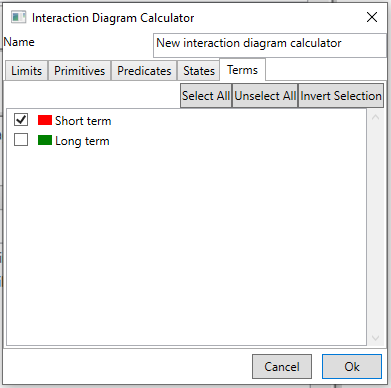 Interaction Diagram Calculator
Name New interaction diagram calculator
Limits Primitives Predicates States Terms
Select All Unselect All Invert Selection
Short term
Long term
Cancel Ok